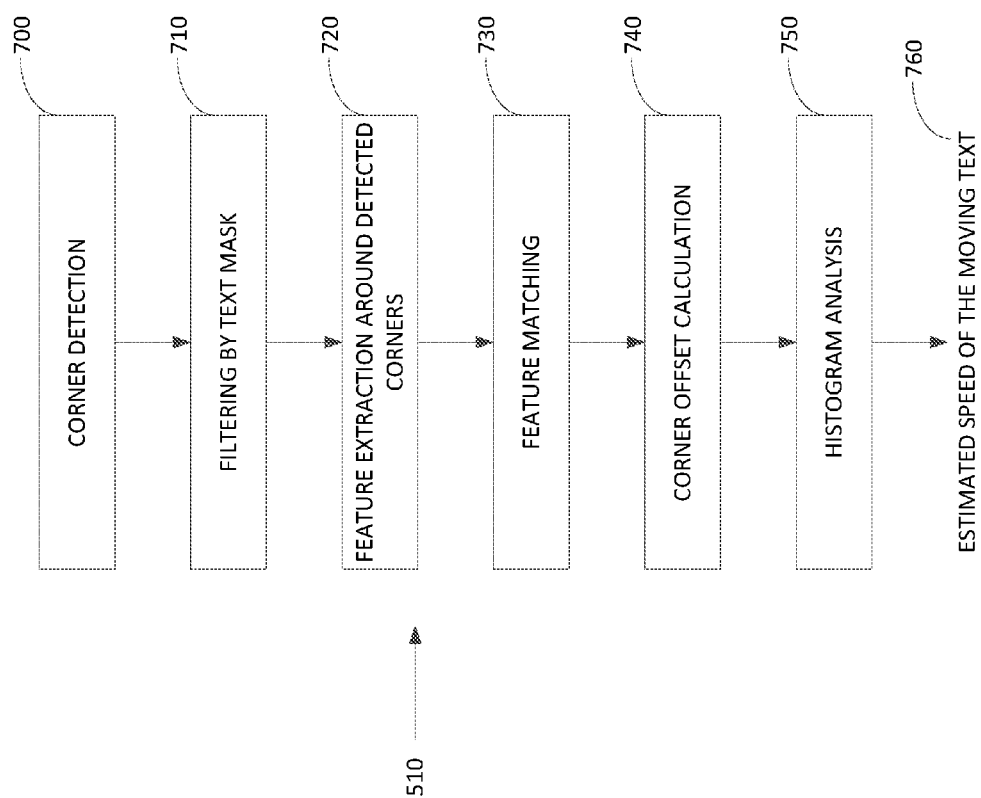 700
CORNER DETECTION
710
FILTERING BY TEXT MASK
720
FEATURE EXTRACTION AROUND DETECTED
CORNERS
730
FEATURE MATCHING
740
CORNER OFFSET CALCULATION
750
HISTOGRAM ANALYSIS
760
ESTIMATED SPEED OF THE MOVING TEXT
510